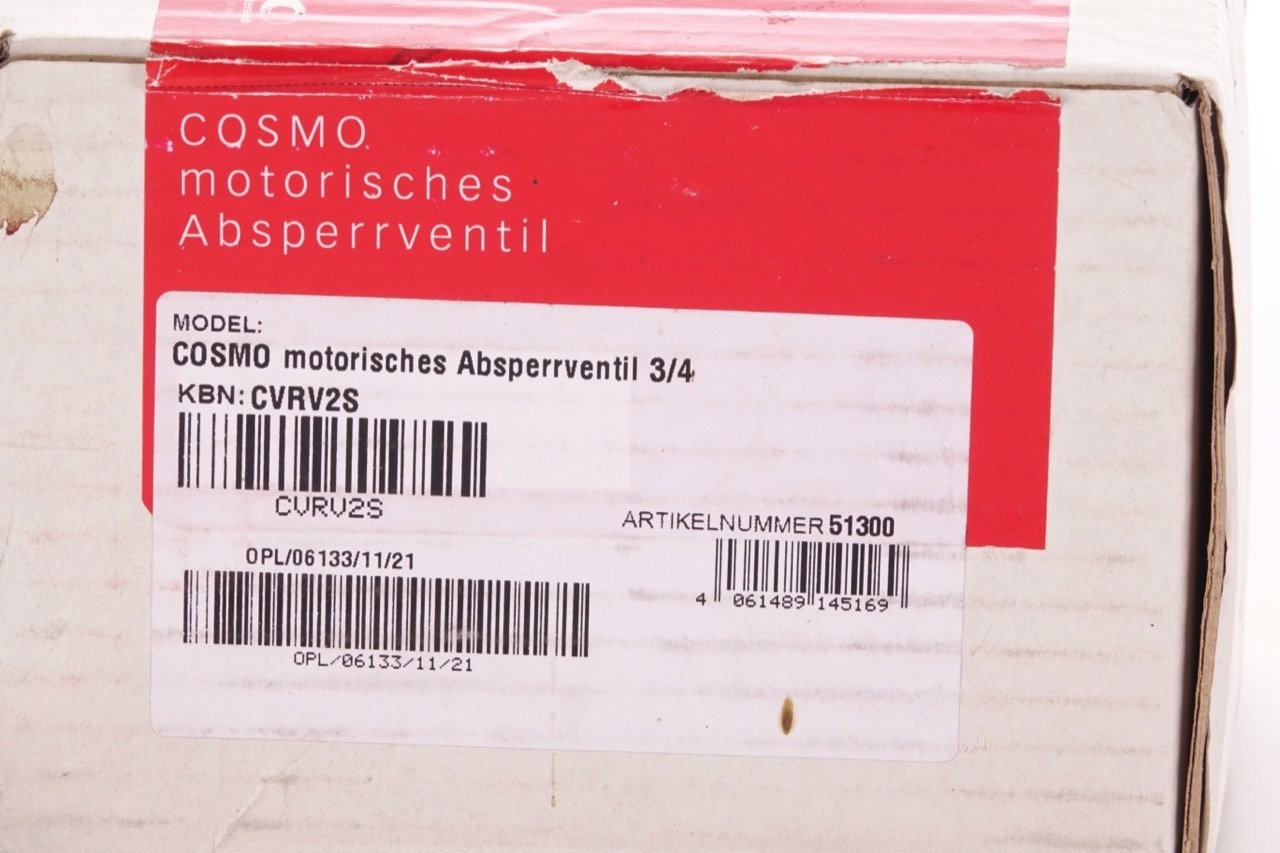 COSMO
motorisches
Absperrventil
MODEL:
COSMO motorisches Absperrventil 3/4
KBN: CVRV2S
CVRV2S
ARTIKELNUMMER 51300
4 061489 145169
OPL/06133/11/21
OPL/06133/11/21